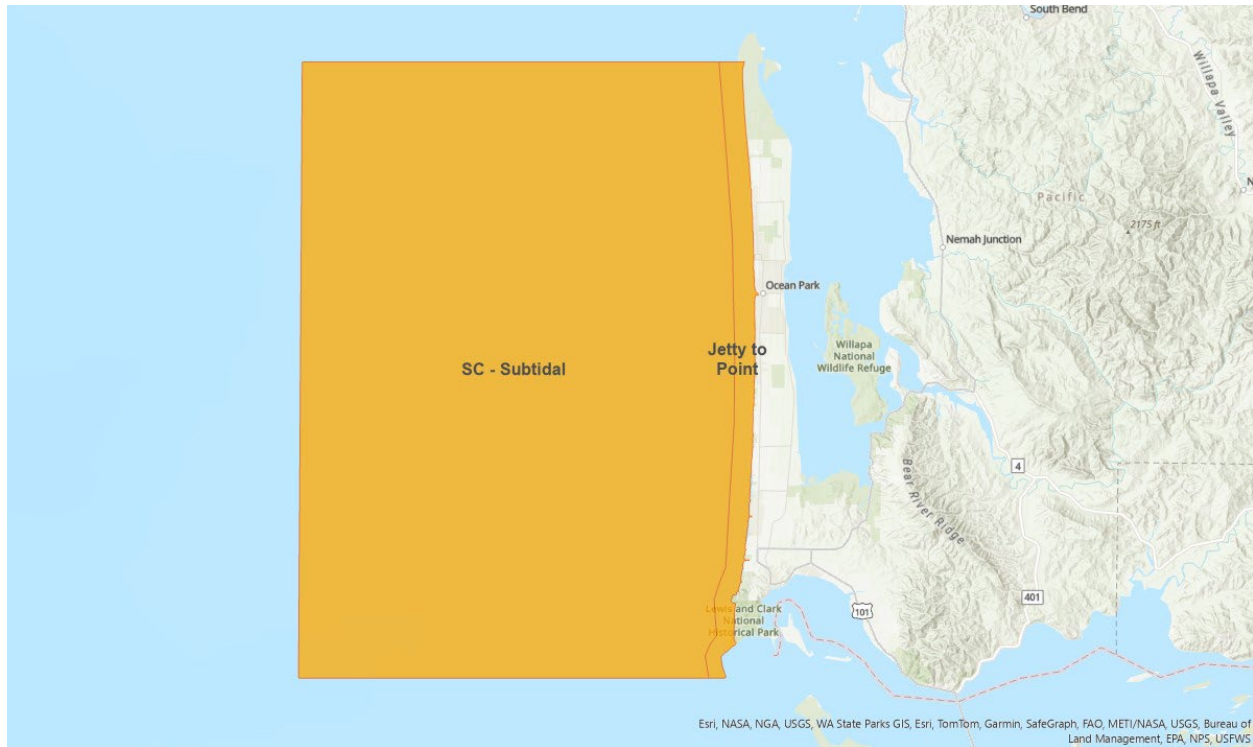 South Bend
Willapa Valley
N
Pacific
2175 ft
Nemah Junction
Ocean Park
Willapa
National
Wildlife Refuge
Jetty to
Point
SC - Subtidal
4
Bear River Ridge
401
101
Lewis and Clark
National
Historical Park
Esri, NASA, NGA, USGS, WA State Parks GIS, Esri, TomTom, Garmin, SafeGraph, FAO, METI/NASA, USGS, Bureau of
Land Management, EPA, NPS, USFWS